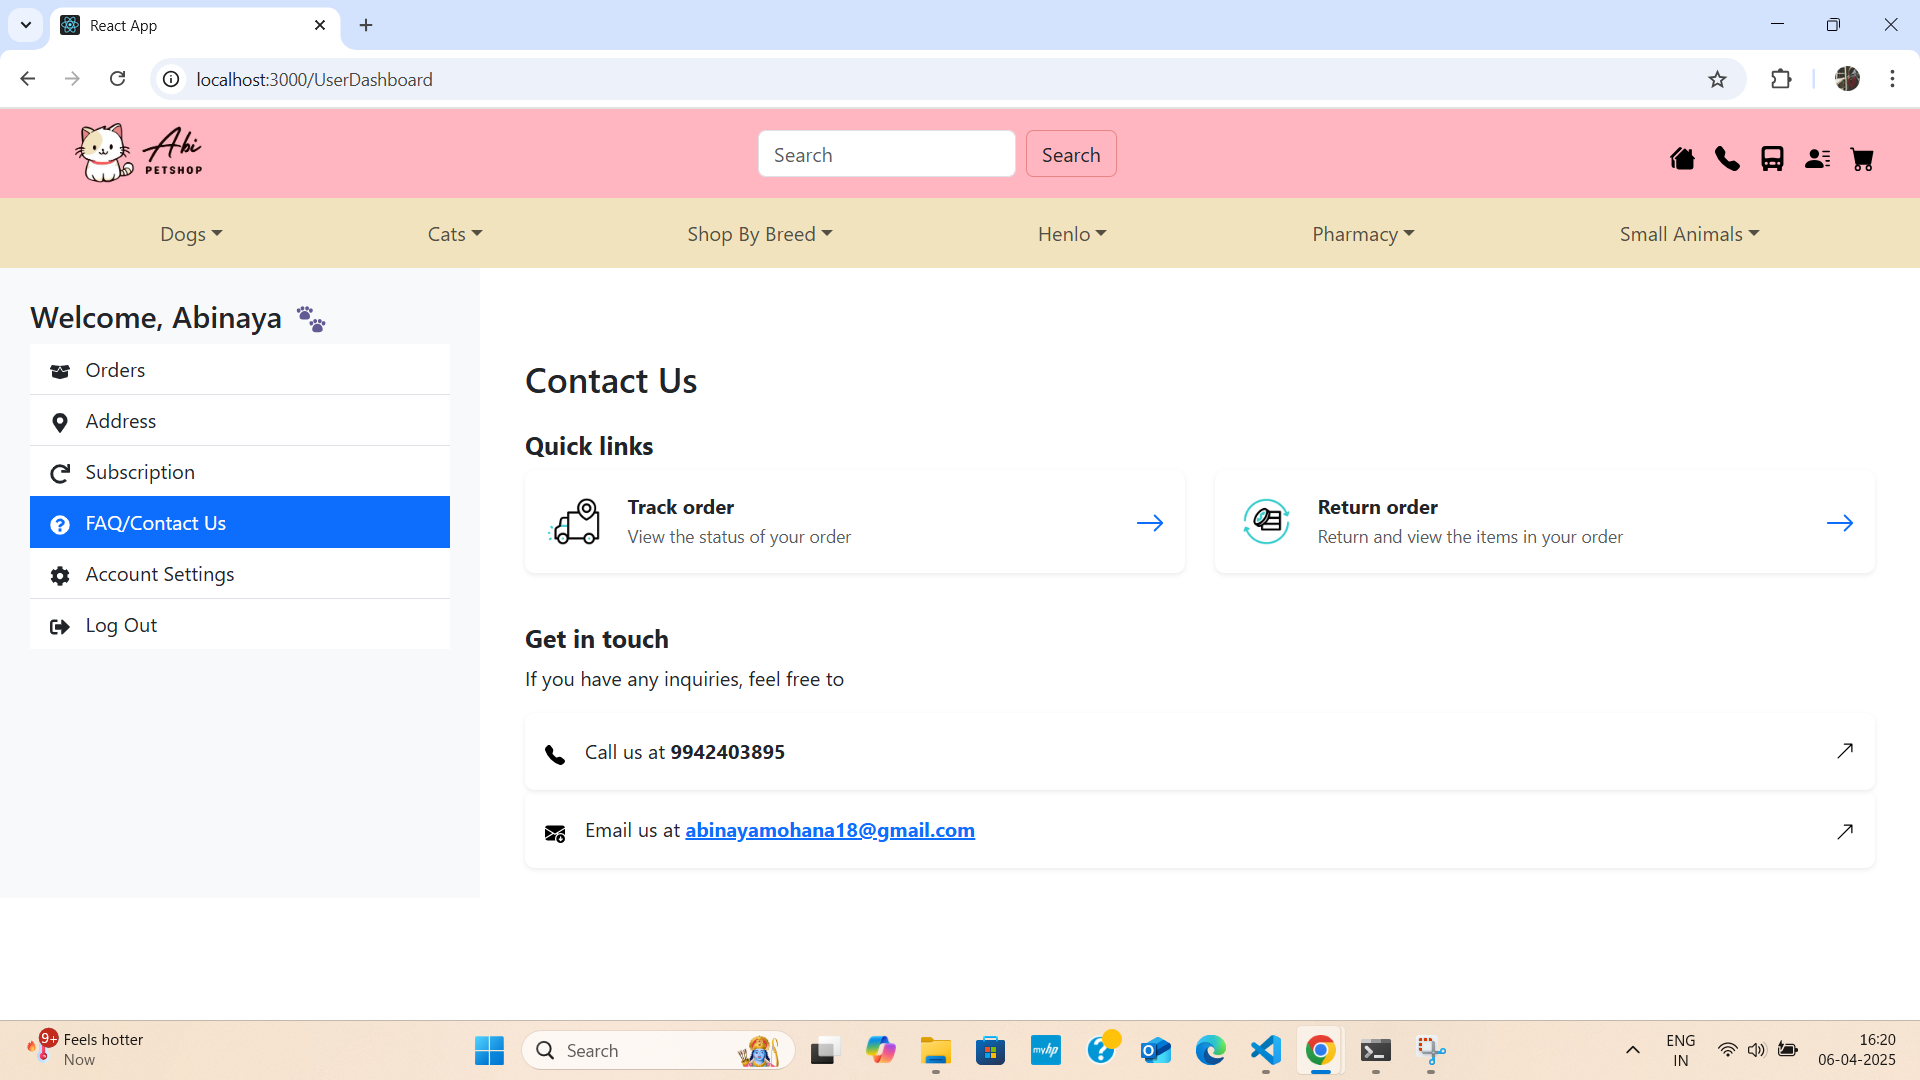 React App
localhost:3000/UserDashboard
Abi
PETSHOP
Search
Search
Dogs
Cats
Shop By Breed
Henlo
Pharmacy
Small Animals
Welcome, Abinaya
Orders
Address
Subscription
FAQ/Contact Us
Account Settings
Log Out
Contact Us
Quick links
Track order
View the status of your order
Return order
Return and view the items in your order
Get in touch
If you have any inquiries, feel free to
Call us at 9942403895
Email us at abinayamohana18@gmail.com
9+
Feels hotter
Now
Search
myhp
ENG
IN
16:20
06-04-2025